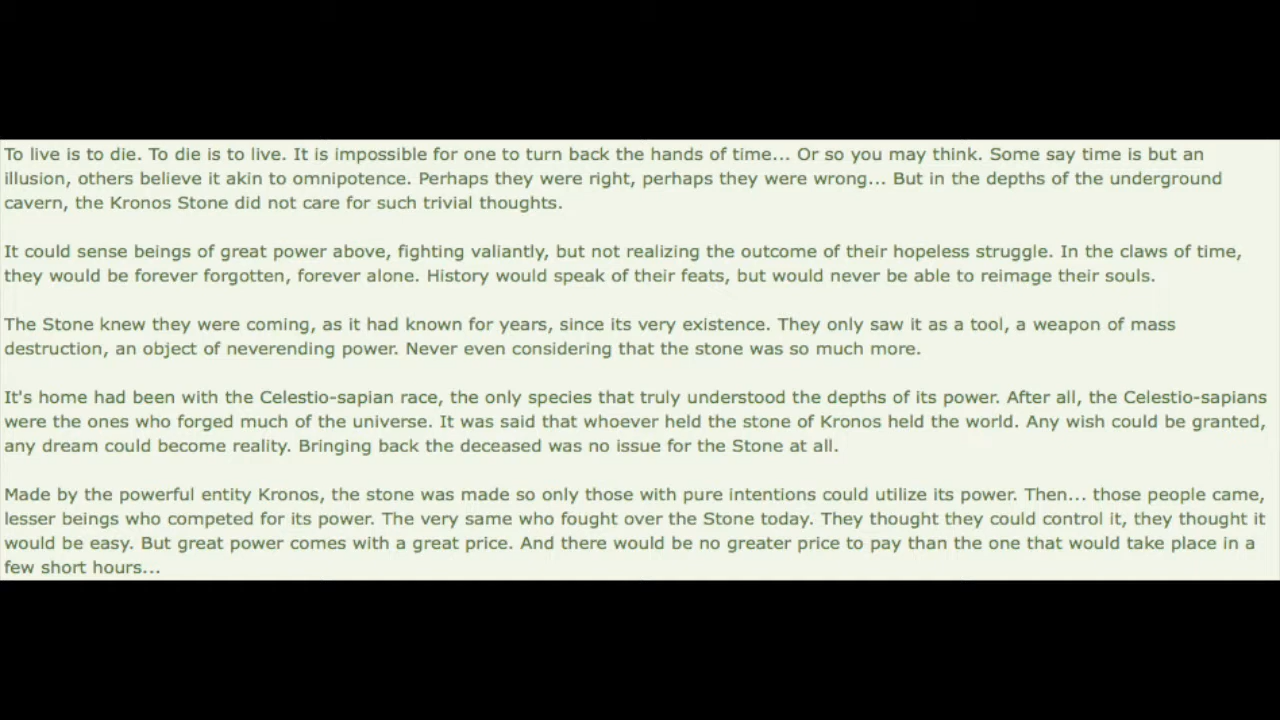 To live is to die. To die is to live. It is impossible for one to turn back the hands of time... Or so you may think. Some say time is but an
illusion, others believe it akin to omnipotence. Perhaps they were right, perhaps they were wrong... But in the depths of the underground
cavern, the Kronos Stone did not care for such trivial thoughts.
It could sense beings of great power above, fighting valiantly, but not realizing the outcome of their hopeless struggle. In the claws of time,
they would be forever forgotten, forever alone. History would speak of their feats, but would never be able to reimage their souls.
The Stone knew they were coming, as it had known for years, since its very existence. They only saw it as a tool, a weapon of mass
destruction, an object of neverending power. Never even considering that the stone was so much more.
It's home had been with the Celestio-sapian race, the only species that truly understood the depths of its power. After all, the Celestio-sapians
were the ones who forged much of the universe. It was said that whoever held the stone of Kronos held the world. Any wish could be granted,
any dream could become reality. Bringing back the deceased was no issue for the Stone at all.
Made by the powerful entity Kronos, the stone was made so only those with pure intentions could utilize its power. Then... those people came,
lesser beings who competed for its power. The very same who fought over the Stone today. They thought they could control it, they thought it
would be easy. But great power comes with a great price. And there would be no greater price to pay than the one that would take place in a
few short hours...